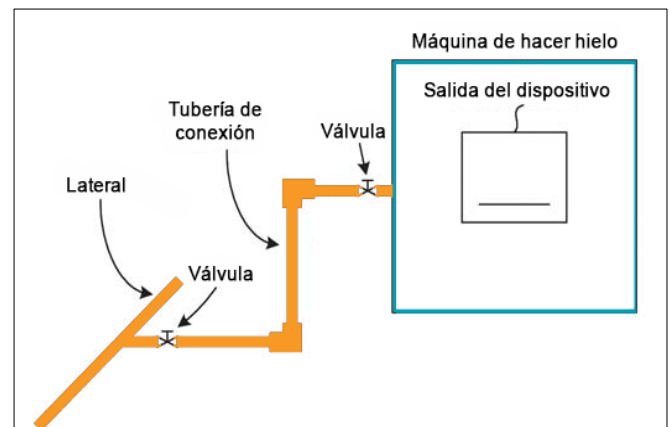 Máquina de hacer hielo
Salida del dispositivo
Tubería de
conexión
Válvula
Lateral
Válvula